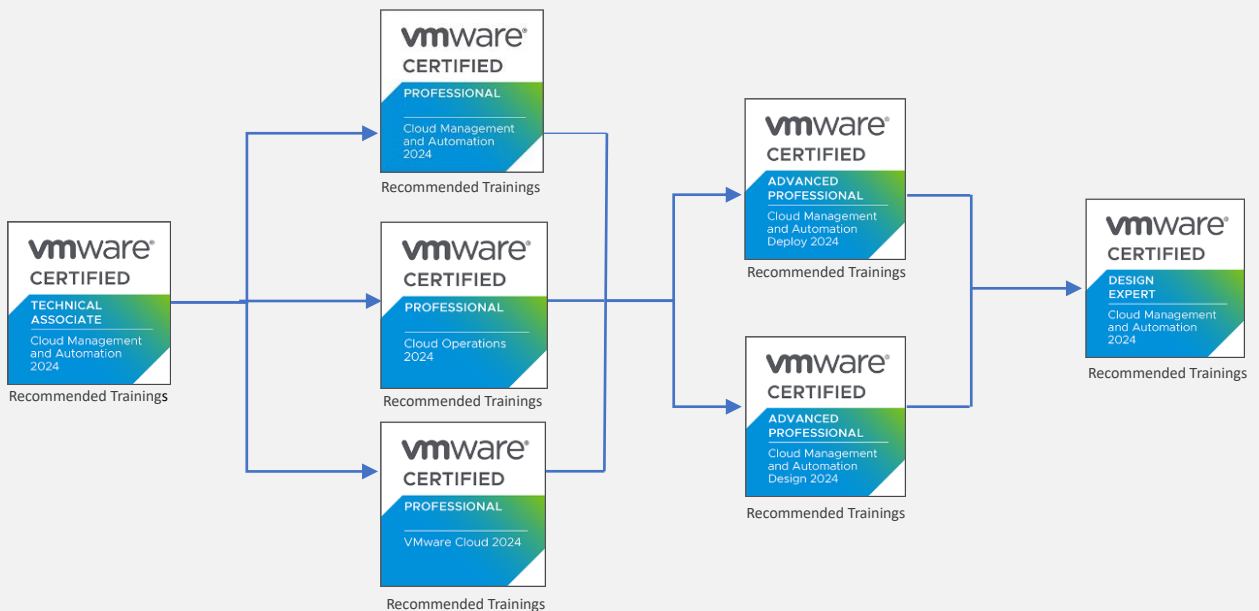 vmware®
CERTIFIED
TECHNICAL
ASSOCIATE
Cloud Management
and Automation
2024
Recommended Trainings
vmware®
CERTIFIED
PROFESSIONAL
Cloud Management
and Automation
2024
Recommended Trainings
vmware®
CERTIFIED
PROFESSIONAL
Cloud Operations
2024
Recommended Trainings
vmware®
CERTIFIED
PROFESSIONAL
VMware Cloud 2024
Recommended Trainings
vmware®
CERTIFIED
ADVANCED
PROFESSIONAL
Cloud Management
and Automation
Deploy 2024
Recommended Trainings
vmware®
CERTIFIED
ADVANCED
PROFESSIONAL
Cloud Management
and Automation
Design 2024
Recommended Trainings
vmware®
CERTIFIED
DESIGN
EXPERT
Cloud Management
and Automation
2024
Recommended Trainings